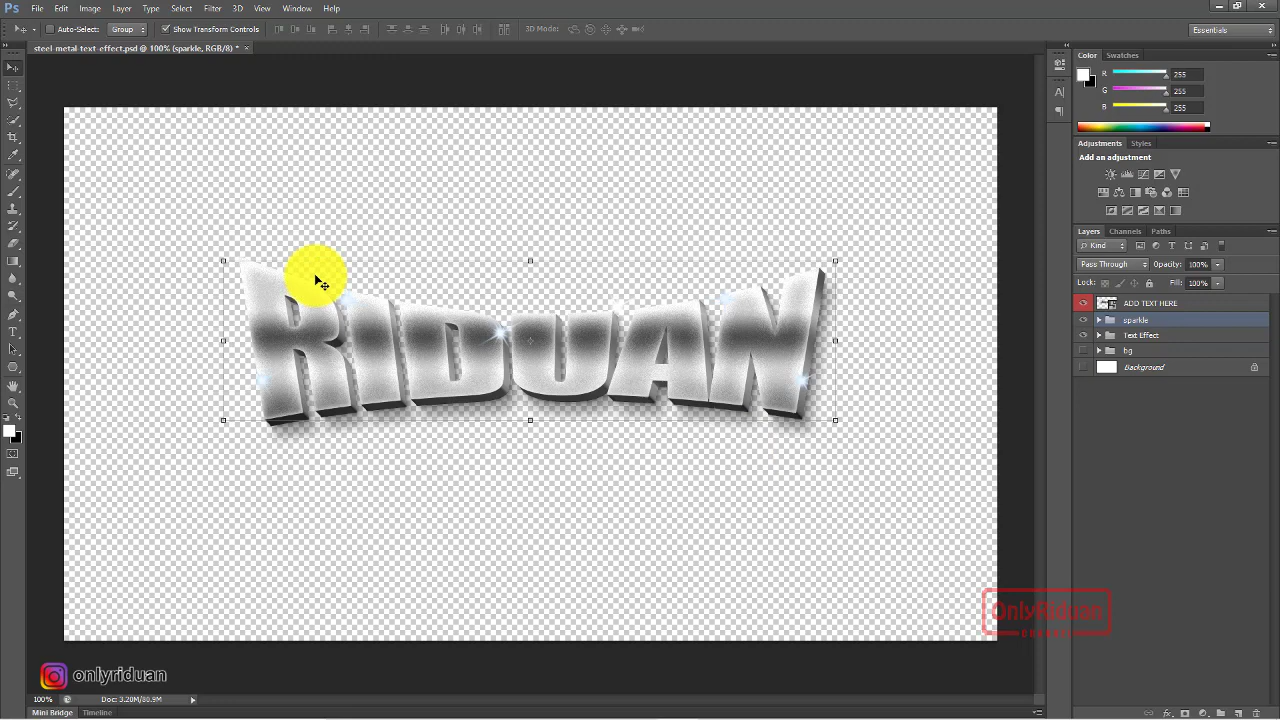 Ps File Edit Image Layer Type Select Filter 3D View Window Help
Auto-Select: Group Show Transform Controls 3D Mode: Essentials
steel-metal-text-effect.psd @ 100% (sparkle, RGB/8) * ×
Color Swatches
R 255
G 255
B 255
Adjustments Styles
Add an adjustment
Layers Channels Paths
Kind
Pass Through Opacity: 100%
Lock: Fill: 100%
ADD TEXT HERE
sparkle
Text Effect
bg
Background
RIDUAN
OnlyRiduan
onlyriduan
100% Doc: 3.20M/80.9M
Mini Bridge Timeline